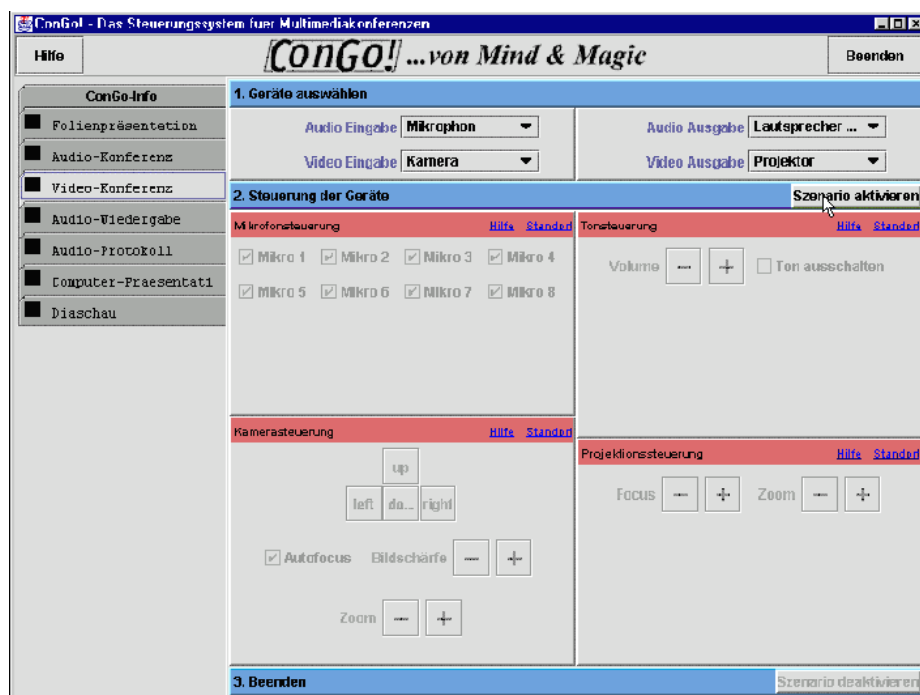 ConGo! - Das Steuerungssystem fuer Multimediakonferenzen
Hilfe
ConGo! ...von Mind & Magic
Beenden
ConGo-Info
Folienpräsentation
Audio-Konferenz
Video-Konferenz
Audio-Wiedergabe
Audio-Protokoll
Computer-Praesentati
Diaschau
1. Geräte auswählen
Audio Eingabe Mikrophon
Audio Ausgabe Lautsprecher ...
Video Eingabe Kamera
Video Ausgabe Projektor
2. Steuerung der Geräte
Szenario aktivieren
Mikrofonsteuerung Hilfe Standort
Mikro 1 Mikro 2 Mikro 3 Mikro 4
Mikro 5 Mikro 6 Mikro 7 Mikro 8
Tonsteuerung Hilfe Standort
Volume − + Ton ausschalten
Kamerasteuerung Hilfe Standort
up
left do... right
Autofocus Bildschärfe − +
Zoom − +
Projektionssteuerung Hilfe Standort
Focus − + Zoom − +
3. Beenden
Szenario deaktivieren